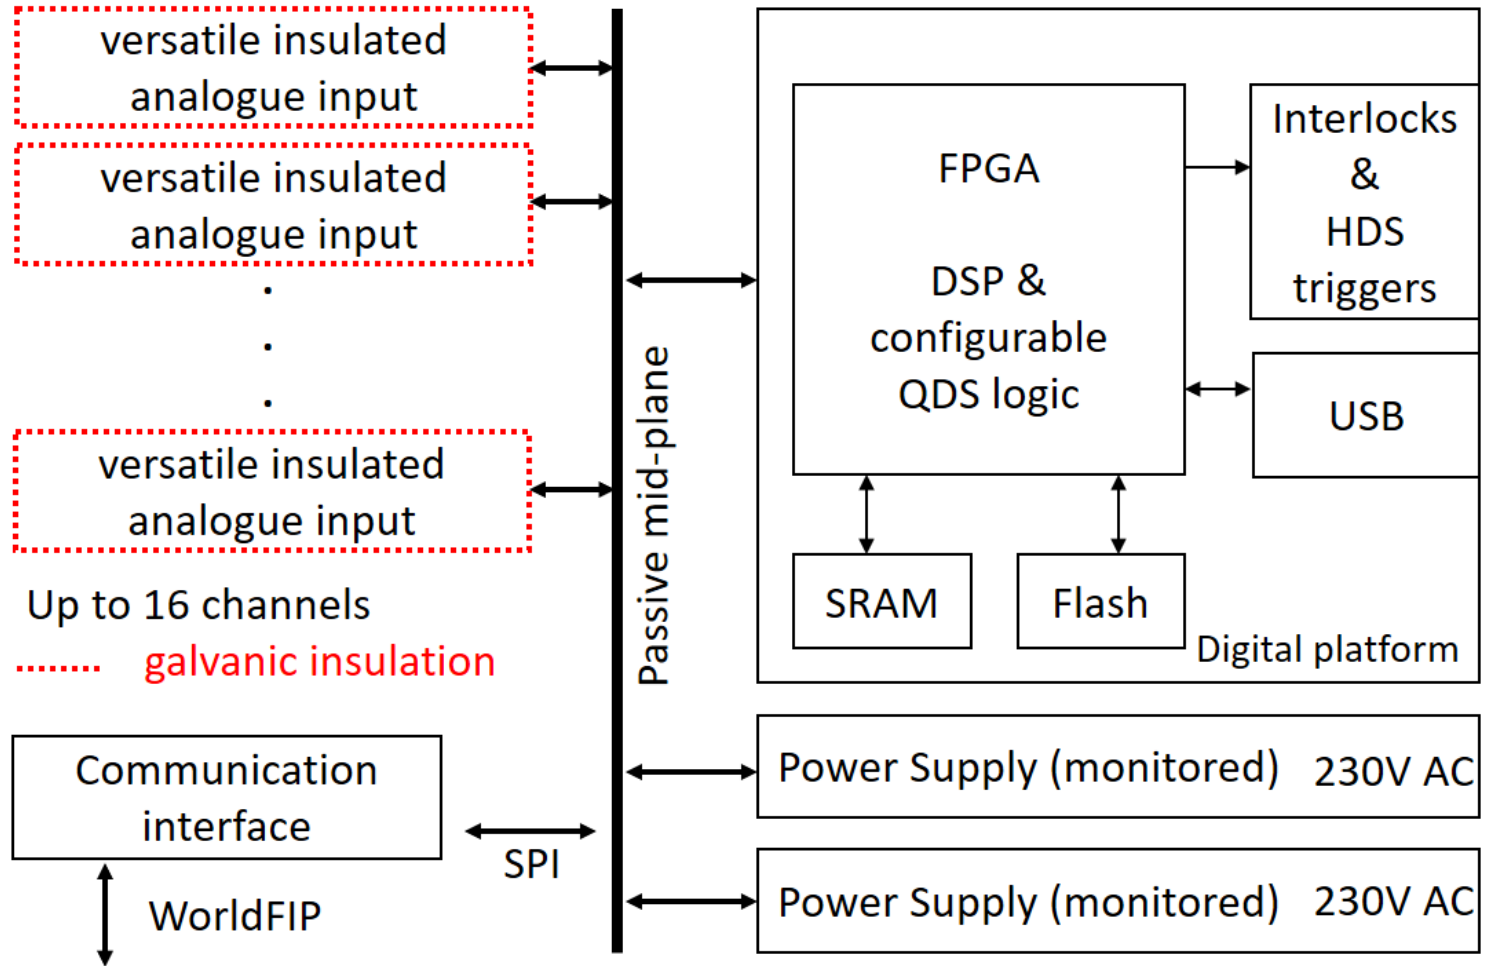 versatile insulated
analogue input
versatile insulated
analogue input
.
.
.
versatile insulated
analogue input
Up to 16 channels
galvanic insulation
Communication
interface
SPI
WorldFIP
Passive mid-plane
FPGA
DSP &
configurable
QDS logic
Interlocks
&
HDS
triggers
USB
SRAM
Flash
Digital platform
Power Supply (monitored) 230V AC
Power Supply (monitored) 230V AC